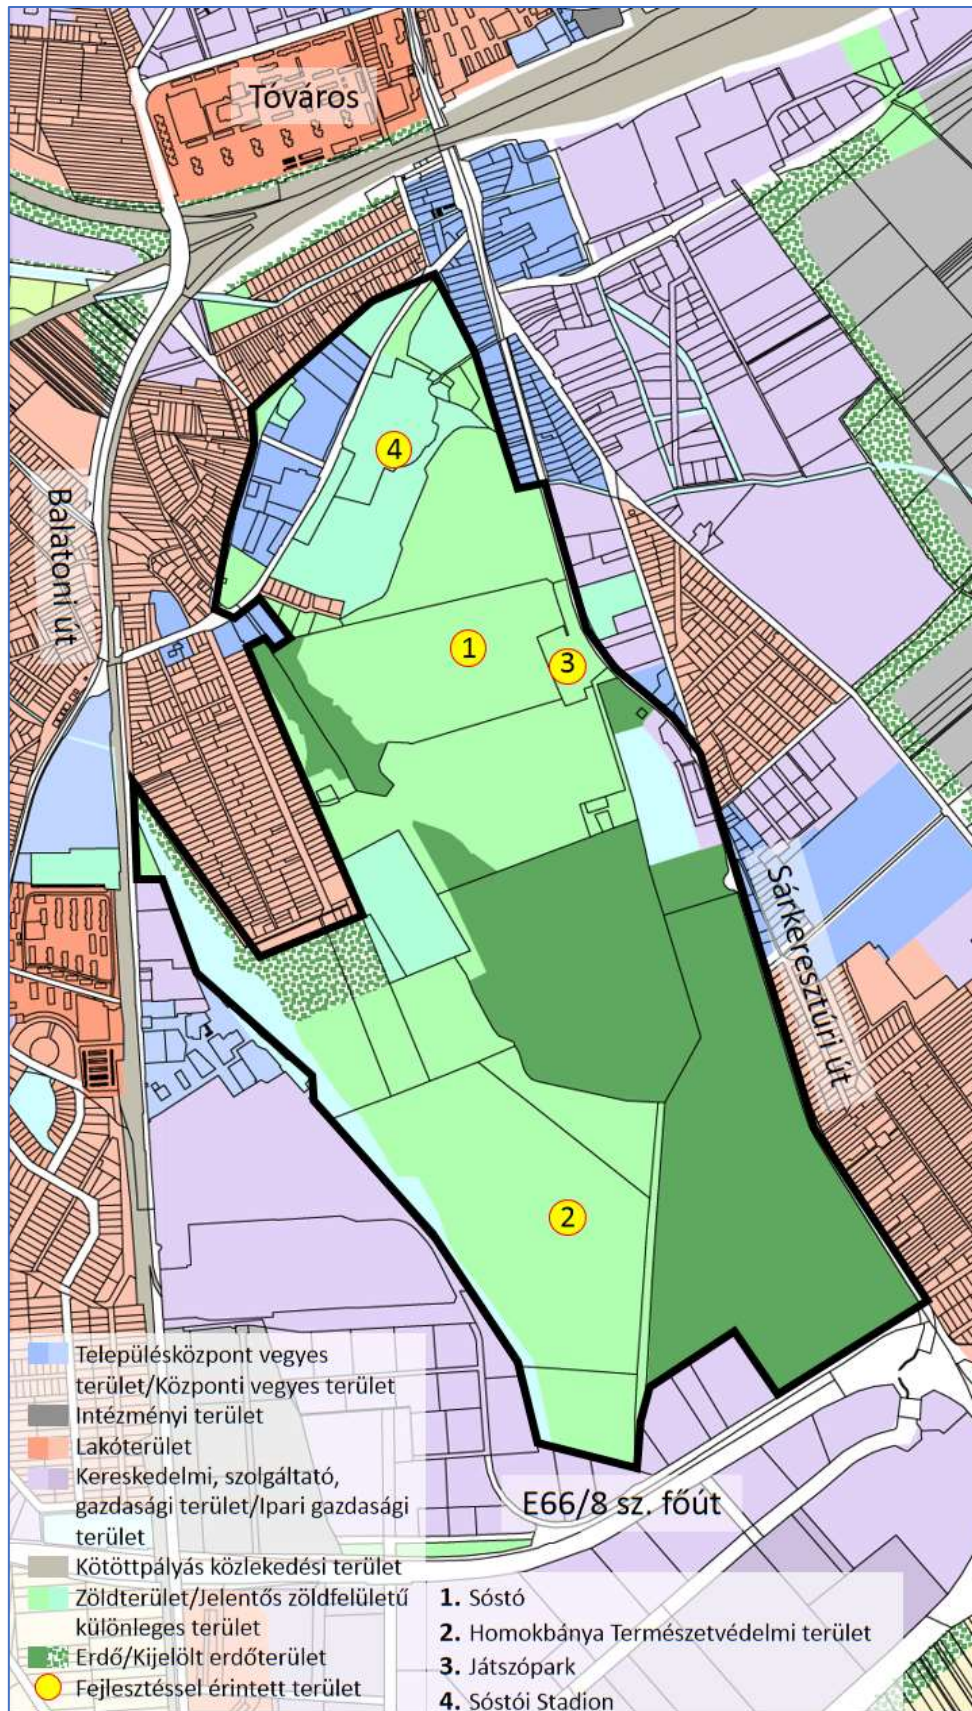 Tóváros
4
Balatoni út
1
3
Sárkeresztúri út
2
Településközpont vegyes
terület/Központi vegyes terület
Intézményi terület
Lakóterület
Kereskedelmi, szolgáltató,
gazdasági terület/Ipari gazdasági
terület
Kötöttpályás közlekedési terület
Zöldterület/Jelentős zöldfelületű
különleges terület
Erdő/Kijelölt erdőterület
Fejlesztéssel érintett terület
E66/8 sz. főút
1. Sóstó
2. Homokbánya Természetvédelmi terület
3. Játszópark
4. Sóstói Stadion